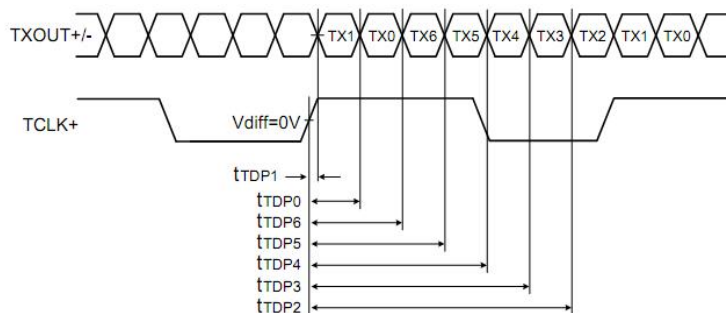 TXOUT+/- TX1 TX0 TX6 TX5 TX4 TX3 TX2 TX1 TX0
TCLK+ Vdiff=0V
tTDP1
tTDP0
tTDP6
tTDP5
tTDP4
tTDP3
tTDP2